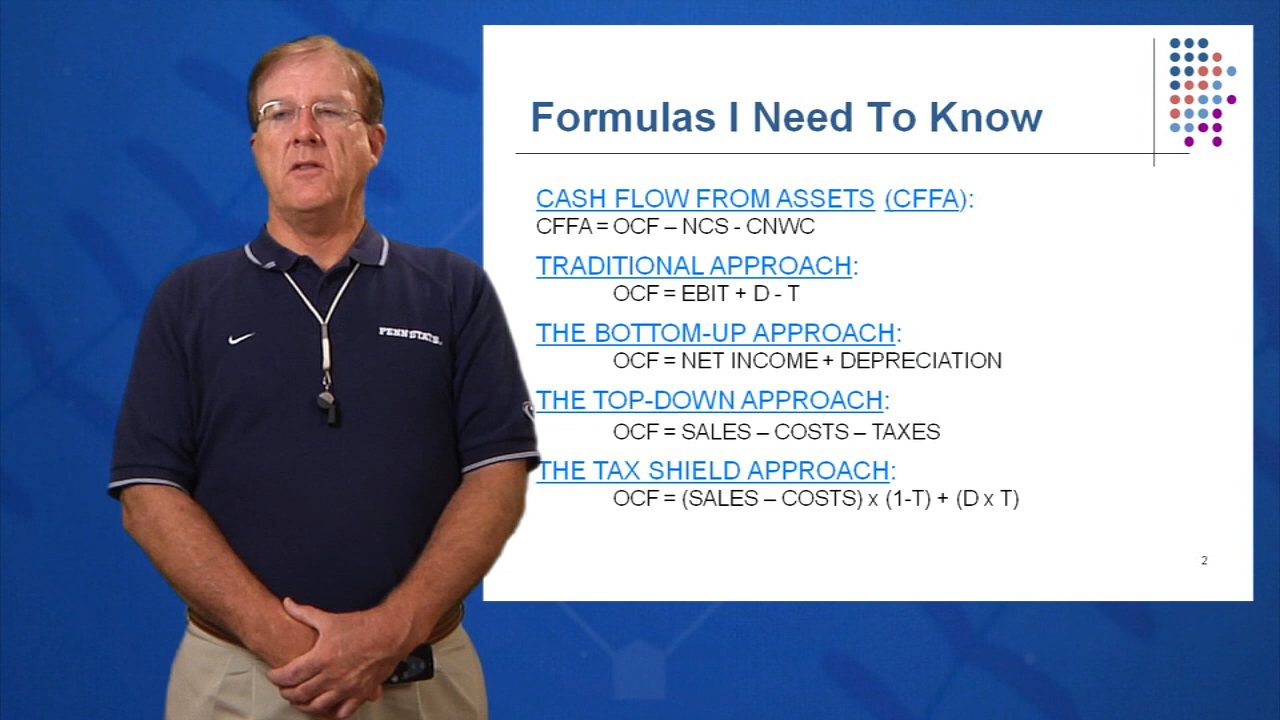 Formulas I Need To Know
CASH FLOW FROM ASSETS (CFFA):
CFFA = OCF – NCS - CNWC
TRADITIONAL APPROACH:
OCF = EBIT + D - T
THE BOTTOM-UP APPROACH:
OCF = NET INCOME + DEPRECIATION
THE TOP-DOWN APPROACH:
OCF = SALES – COSTS – TAXES
THE TAX SHIELD APPROACH:
OCF = (SALES – COSTS) x (1-T) + (D x T)
2
PENN STATE